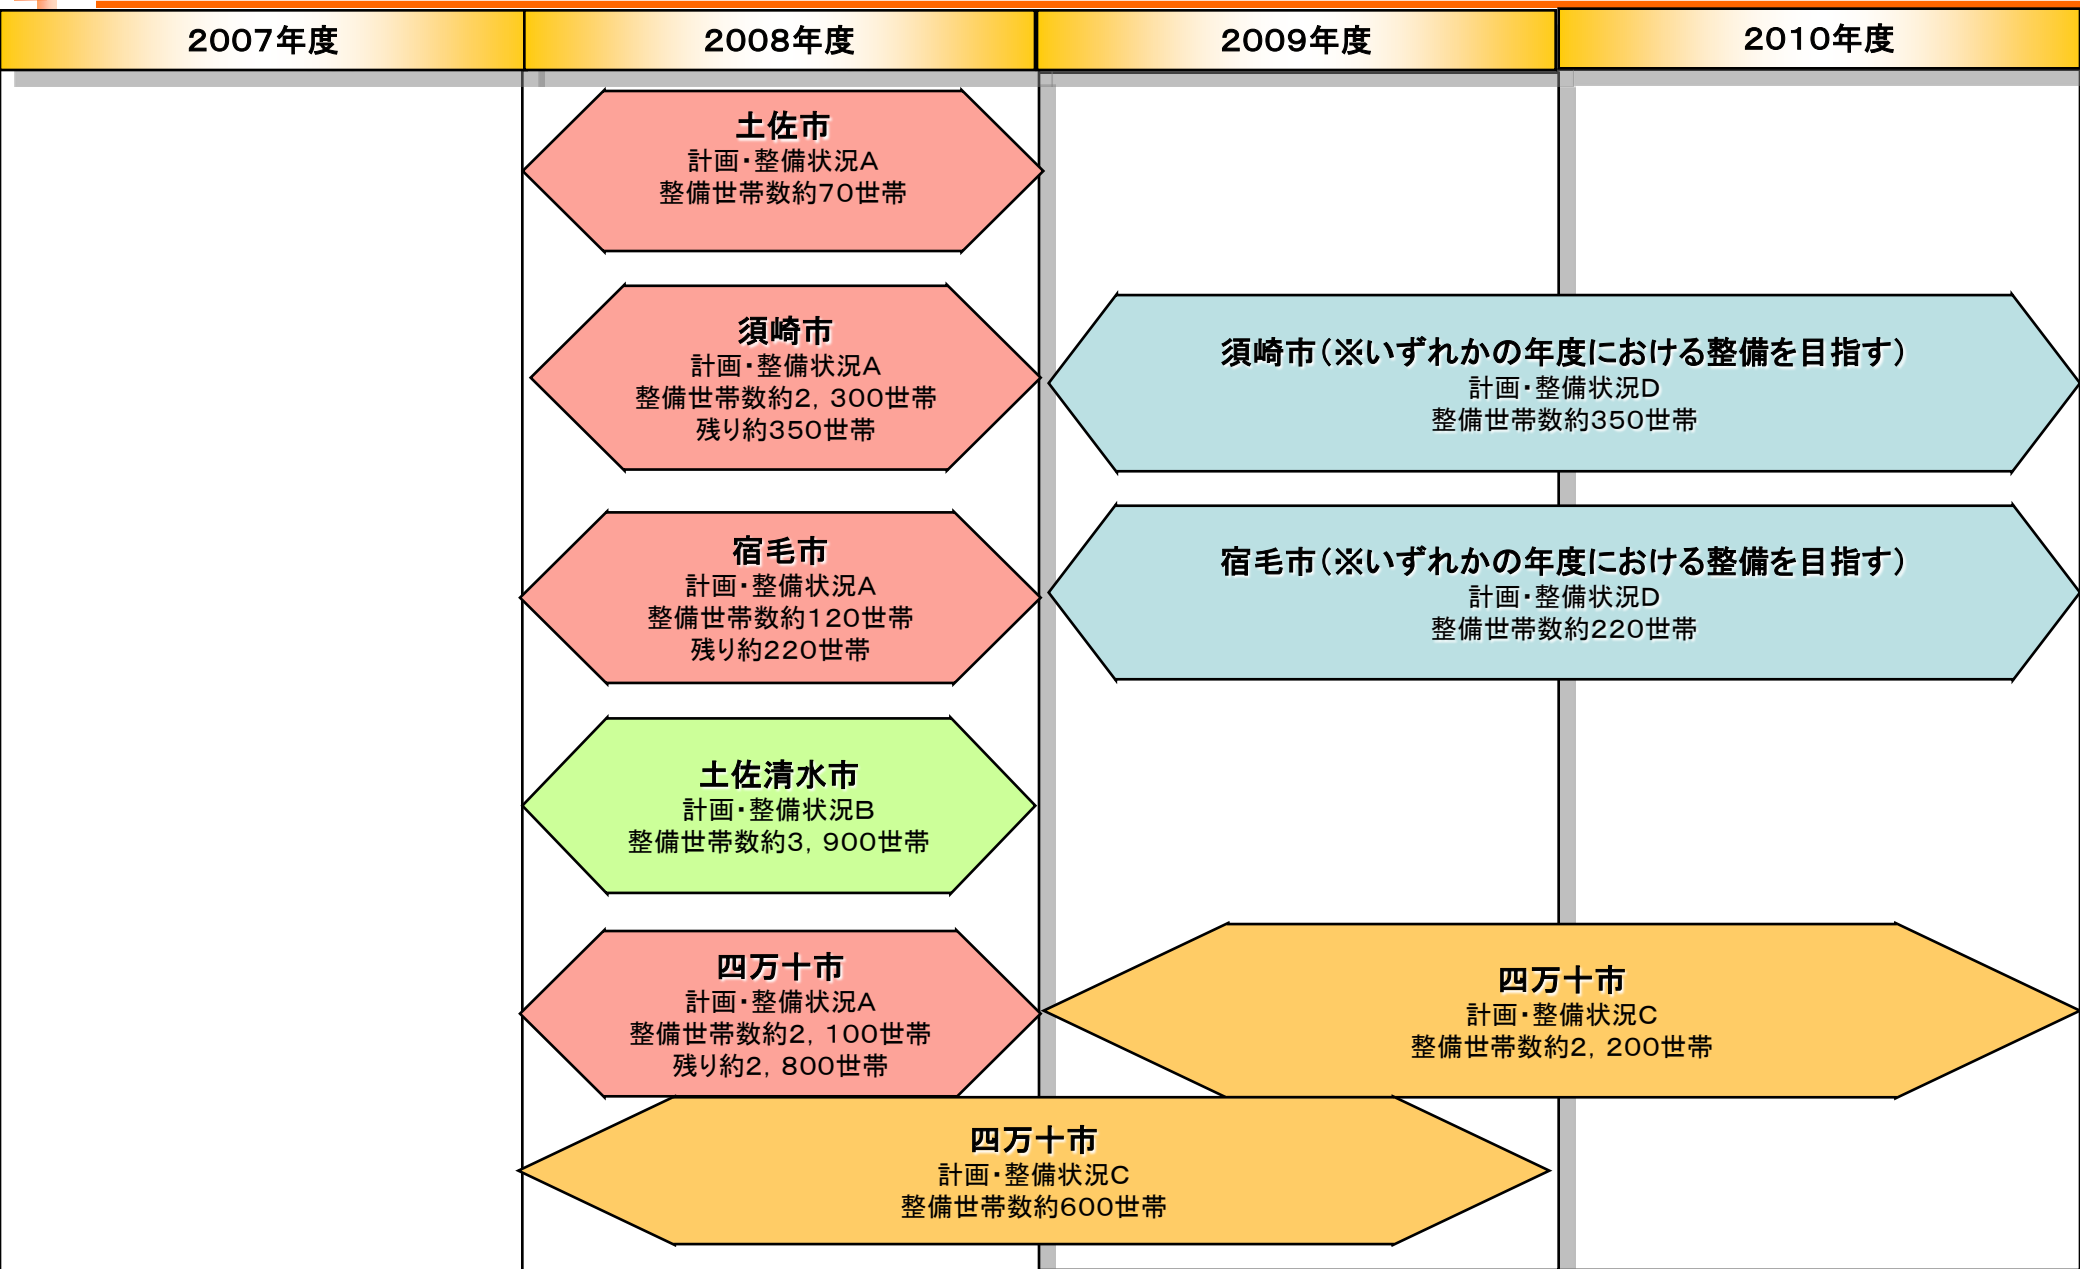 ２００７年度
２００８年度
２００９年度
２０１０年度
土佐市
計画・整備状況Ａ
整備世帯数約７０世帯
須崎市
計画・整備状況Ａ
整備世帯数約２，３００世帯
残り約３５０世帯
須崎市（※いずれかの年度における整備を目指す）
計画・整備状況Ｄ
整備世帯数約３５０世帯
宿毛市
計画・整備状況Ａ
整備世帯数約１２０世帯
残り約２２０世帯
宿毛市（※いずれかの年度における整備を目指す）
計画・整備状況Ｄ
整備世帯数約２２０世帯
土佐清水市
計画・整備状況Ｂ
整備世帯数約３，９００世帯
四万十市
計画・整備状況Ａ
整備世帯数約２，１００世帯
残り約２，８００世帯
四万十市
計画・整備状況Ｃ
整備世帯数約２，２００世帯
四万十市
計画・整備状況Ｃ
整備世帯数約６００世帯